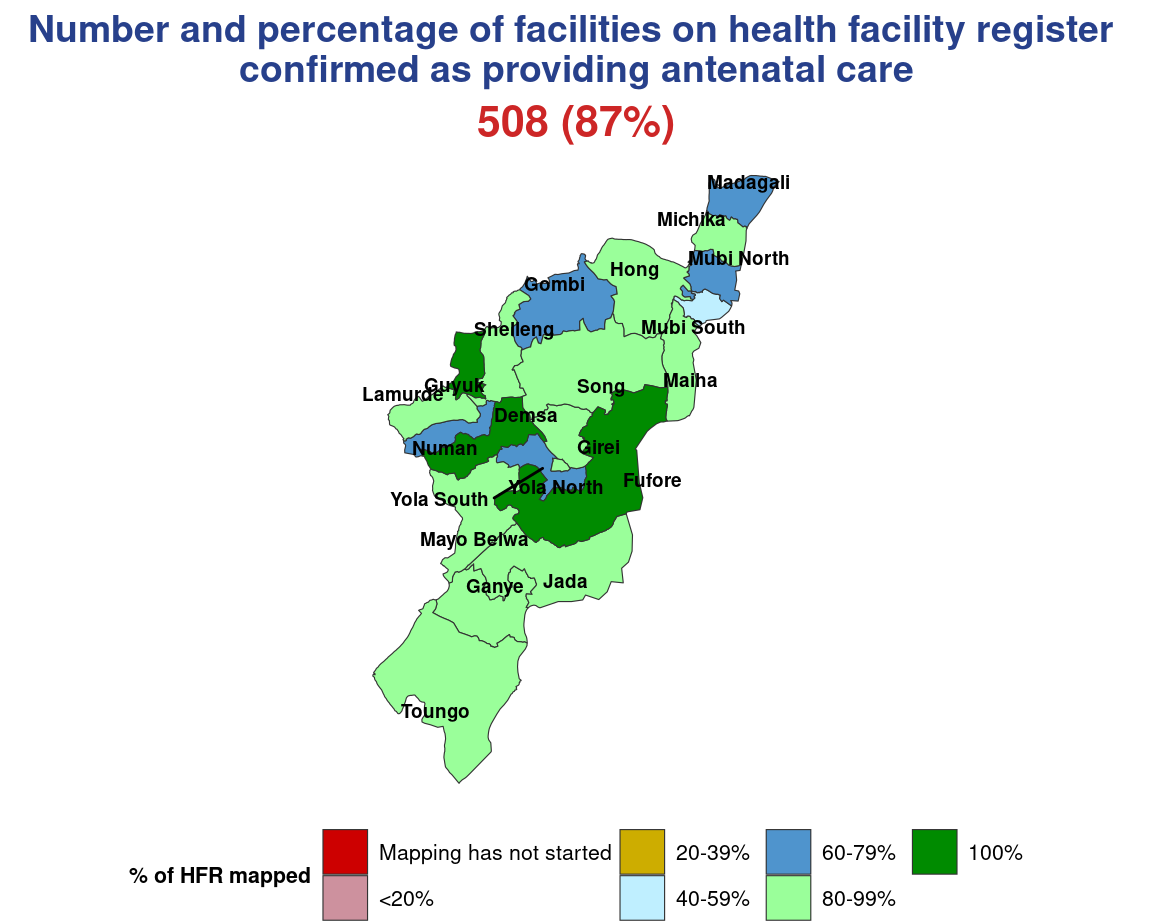 Number and percentage of facilities on health facility register
confirmed as providing antenatal care
508 (87%)
Madagali
Michika
Mubi North
Hong
Gombi
Mubi South
Shelleng
Maiha
Guyuk
Song
Lamurde
Demsa
Girei
Numan
Fufore
Yola North
Yola South
Mayo Belwa
Jada
Ganye
Toungo
% of HFR mapped
Mapping has not started
<20%
20-39%
40-59%
60-79%
80-99%
100%